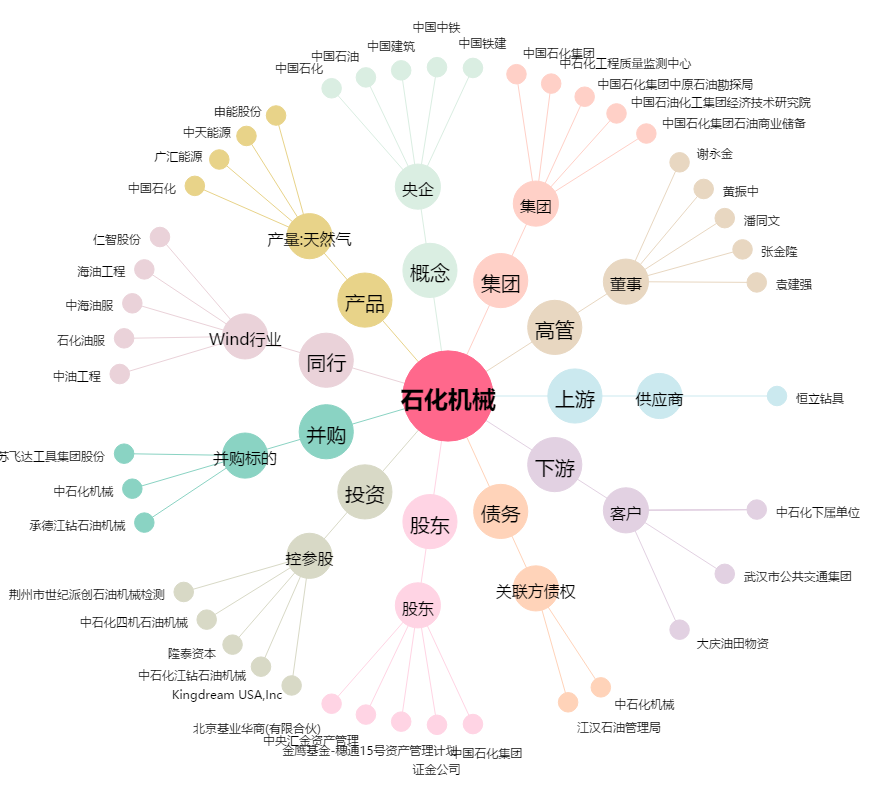 石化机械
概念
央企
中国石化
中国石油
中国建筑
中国中铁
中国铁建
集团
集团
中国石化集团
中石化工程质量监测中心
中国石化集团中原石油勘探局
中国石油化工集团经济技术研究院
中国石化集团石油商业储备
高管
董事
谢永金
黄振中
潘同文
张金隆
袁建强
上游
供应商
恒立钻具
下游
客户
中石化下属单位
武汉市公共交通集团
大庆油田物资
债务
关联方债权
中石化机械
江汉石油管理局
股东
股东
中国石化集团
证金公司
金鹰基金-穗通15号资产管理计划
中央汇金资产管理
北京基业华商(有限合伙)
投资
控参股
Kingdream USA,Inc
中石化江钻石油机械
隆泰资本
中石化四机石油机械
荆州市世纪派创石油机械检测
并购
并购标的
承德江钻石油机械
中石化机械
苏飞达工具集团股份
同行
Wind行业
中油工程
石化油服
中海油服
海油工程
仁智股份
产品
产量:天然气
中国石化
广汇能源
中天能源
申能股份